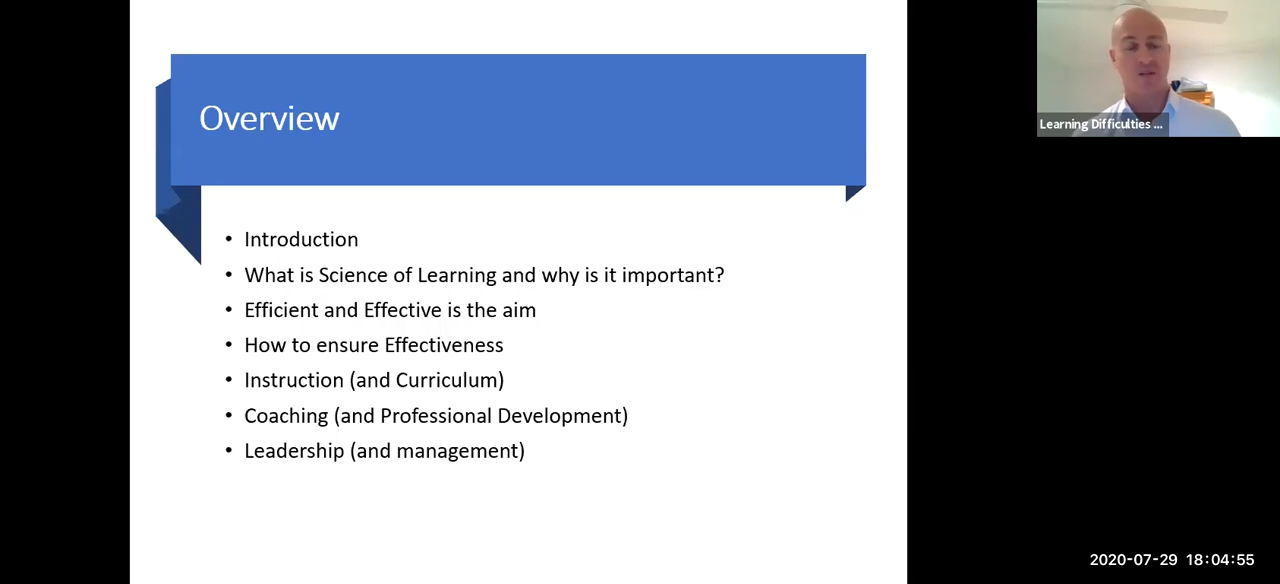 Overview
• Introduction
• What is Science of Learning and why is it important?
• Efficient and Effective is the aim
• How to ensure Effectiveness
• Instruction (and Curriculum)
• Coaching (and Professional Development)
• Leadership (and management)
Learning Difficulties ...
2020-07-29 18:04:55